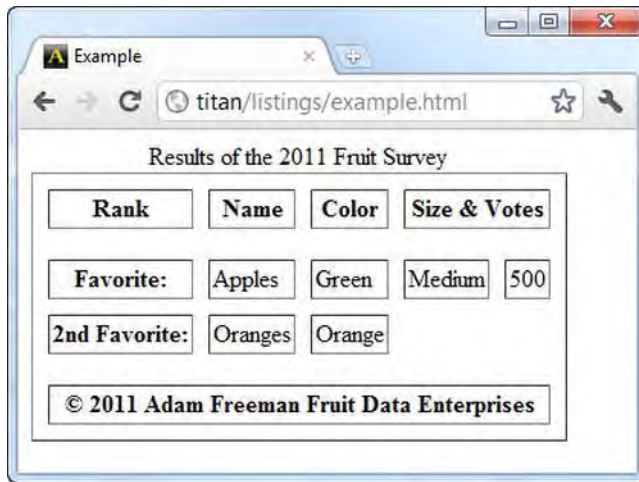 Example
titan/listings/example.html
Results of the 2011 Fruit Survey
Rank Name Color Size & Votes
Favorite: Apples Green Medium 500
2nd Favorite: Oranges Orange
© 2011 Adam Freeman Fruit Data Enterprises